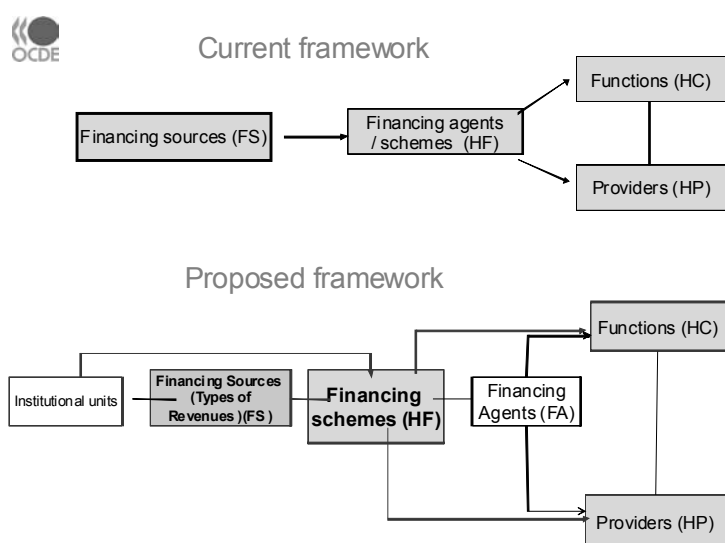 OCDE
Current framework
Financing sources (FS)
Financing agents
/ schemes (HF)
Functions (HC)
Providers (HP)
Proposed framework
Institutional units
Financing Sources
(Types of
Revenues )(FS )
Financing
schemes (HF)
Financing
Agents (FA)
Functions (HC)
Providers (HP)